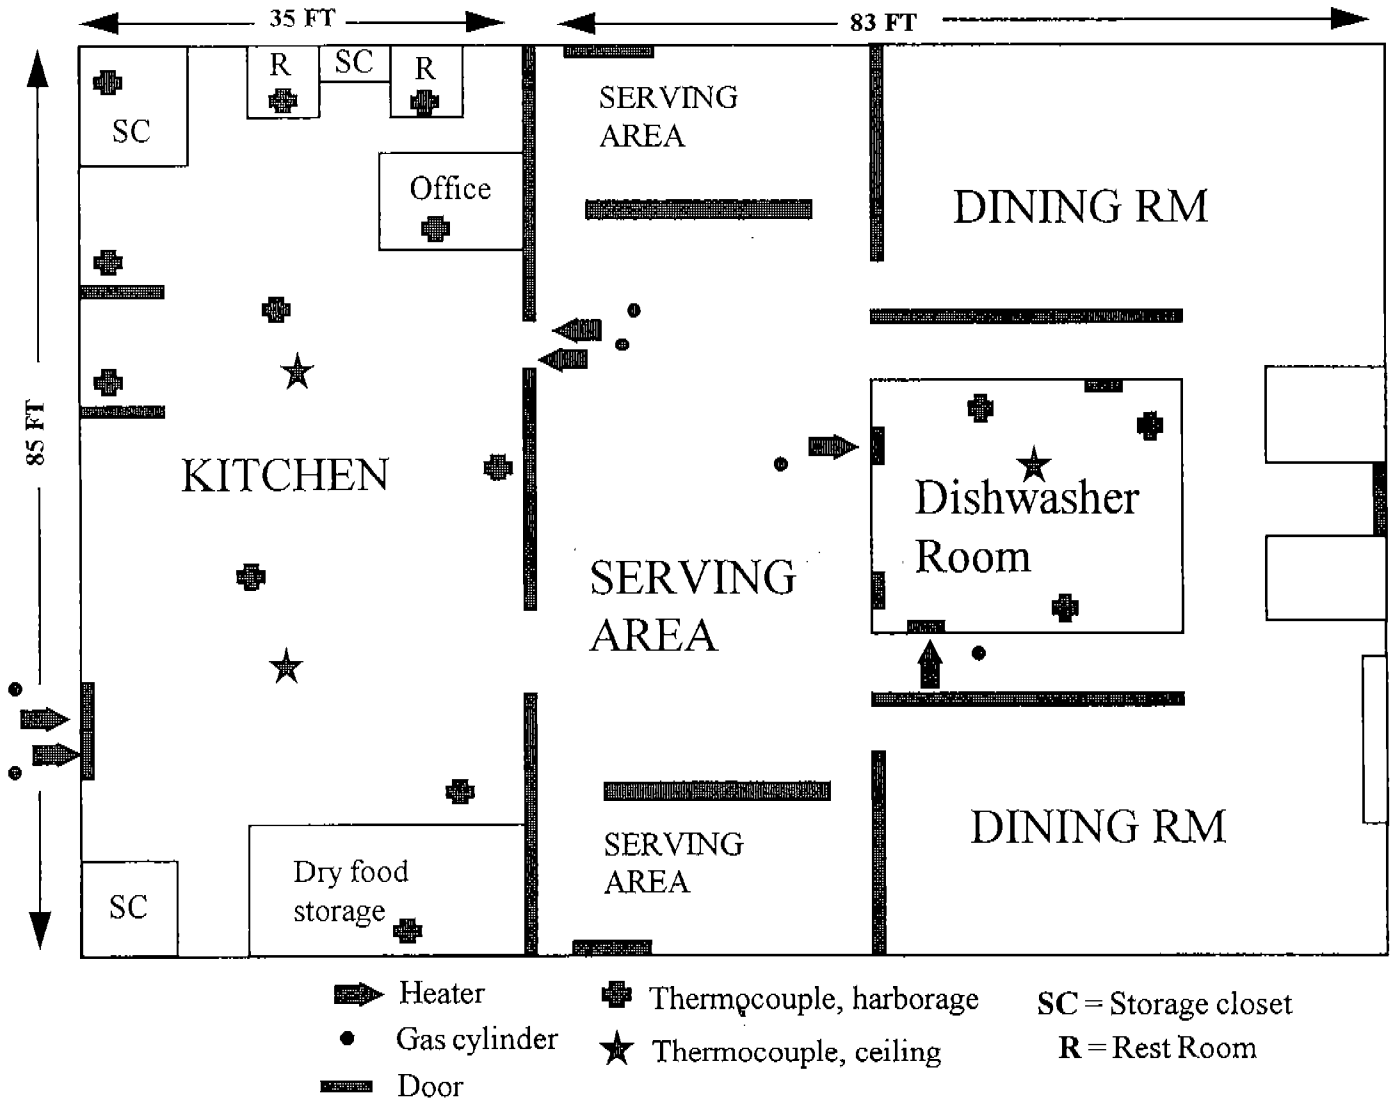 35 FT
83 FT
R
SC
R
SC
SERVING
AREA
Office
DINING RM
85 FT
KITCHEN
Dishwasher
Room
SERVING
AREA
DINING RM
SERVING
AREA
Dry food
storage
SC
Heater
Thermocouple, harborage
SC = Storage closet
Gas cylinder
Thermocouple, ceiling
R = Rest Room
Door